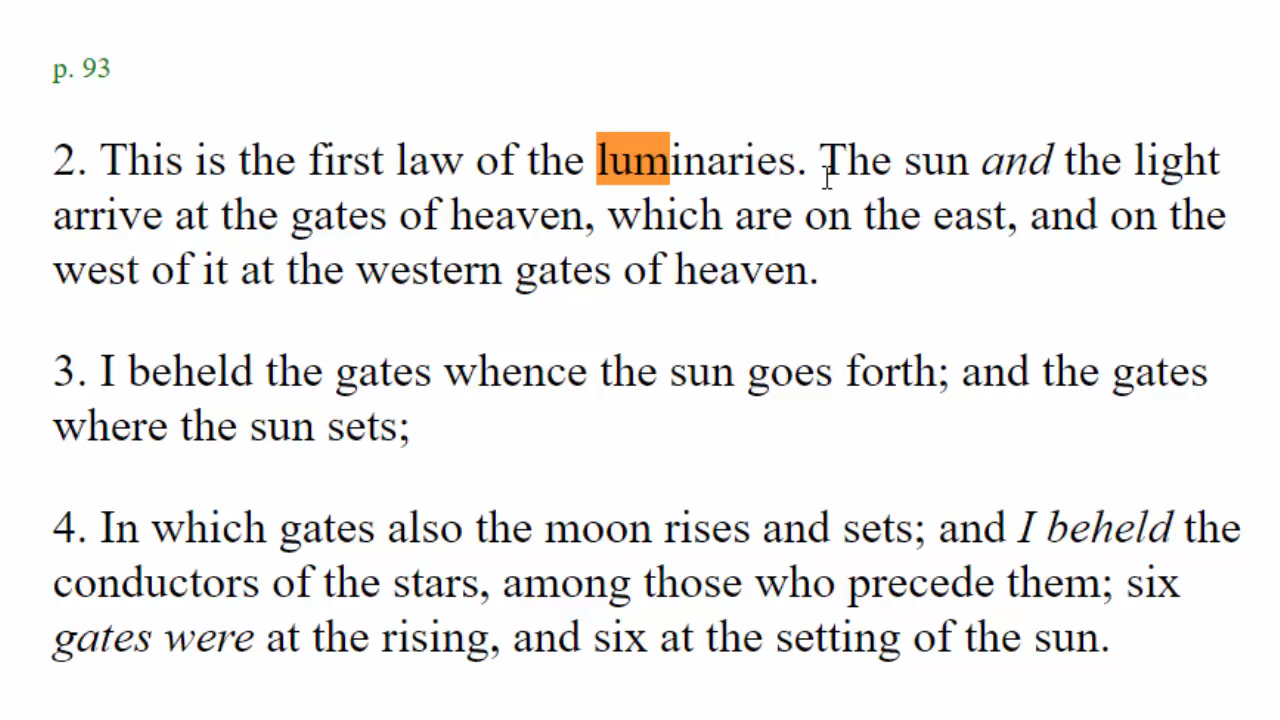 p. 93
2. This is the first law of the luminaries. The sun and the light
arrive at the gates of heaven, which are on the east, and on the
west of it at the western gates of heaven.
3. I beheld the gates whence the sun goes forth; and the gates
where the sun sets;
4. In which gates also the moon rises and sets; and I beheld the
conductors of the stars, among those who precede them; six
gates were at the rising, and six at the setting of the sun.